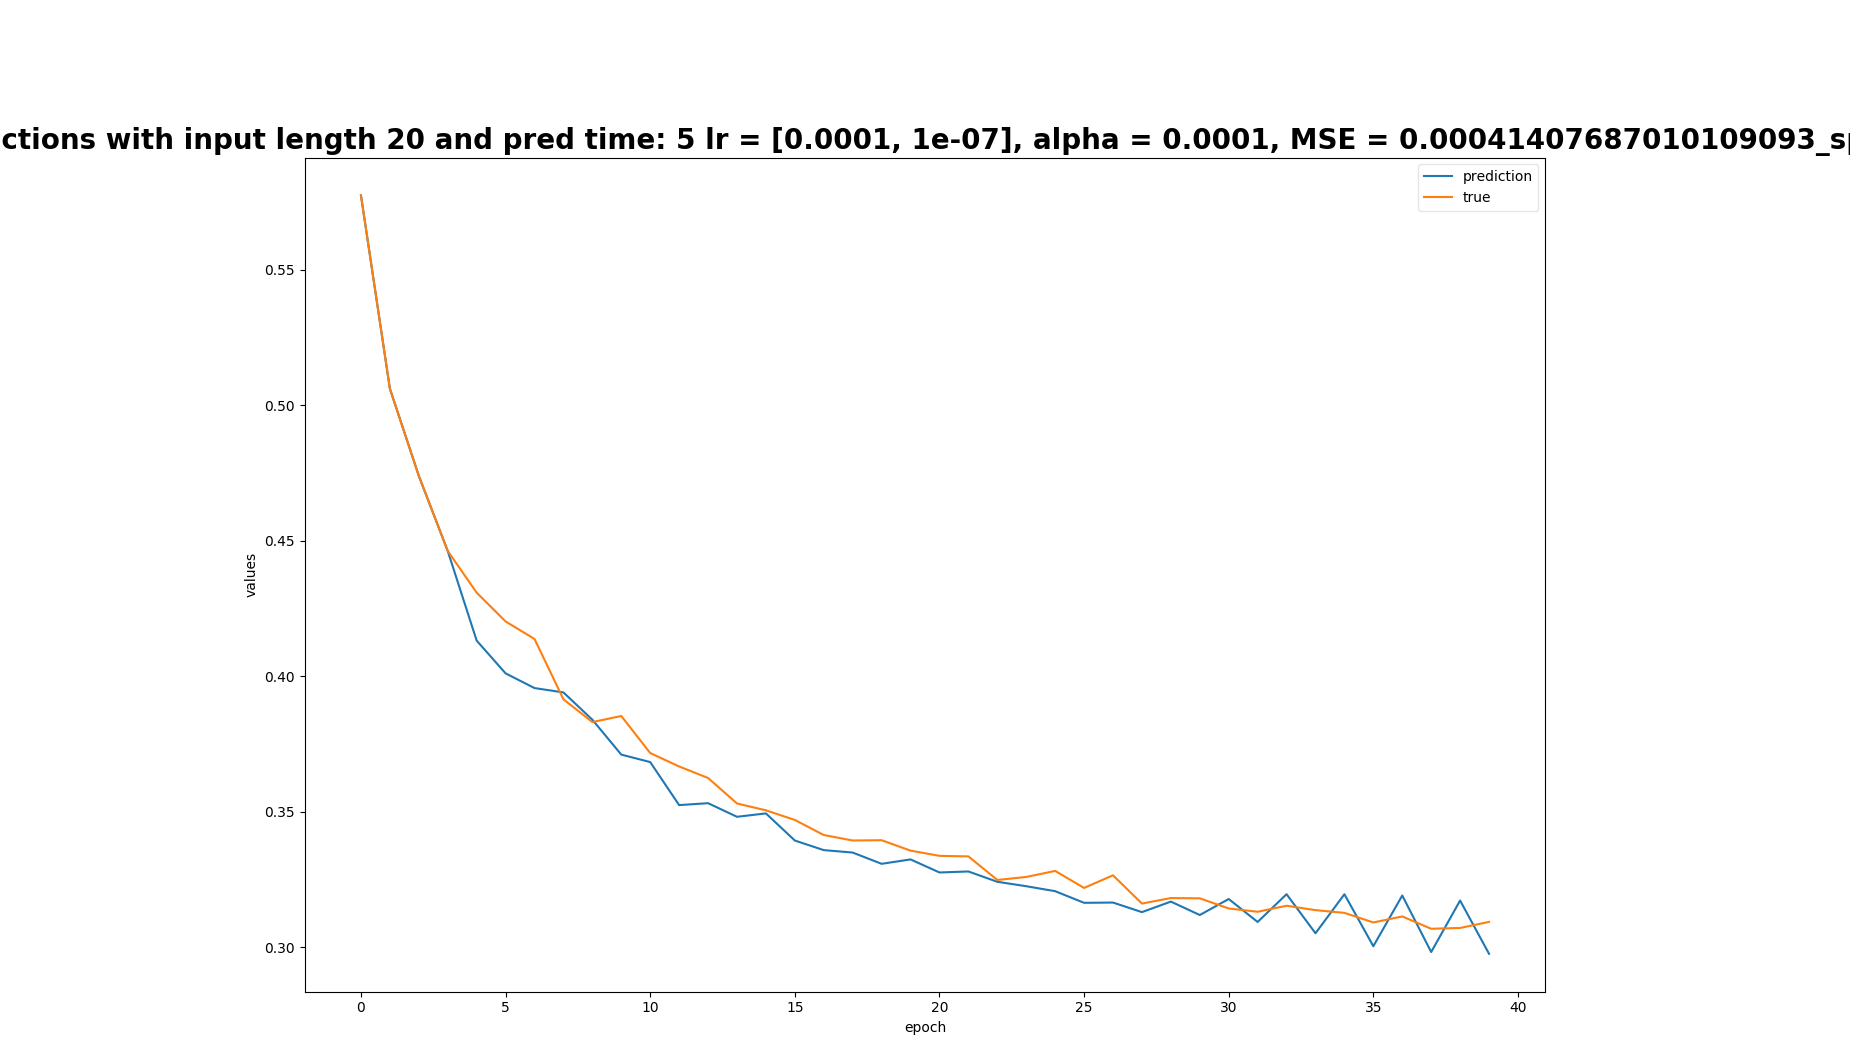 ctions with input length 20 and pred time: 5 lr = [0.0001, 1e-07], alpha = 0.0001, MSE = 0.00041407687010109093_sp
prediction
true
0.55
0.50
0.45
0.40
0.35
0.30
values
0 5 10 15 20 25 30 35 40
epoch